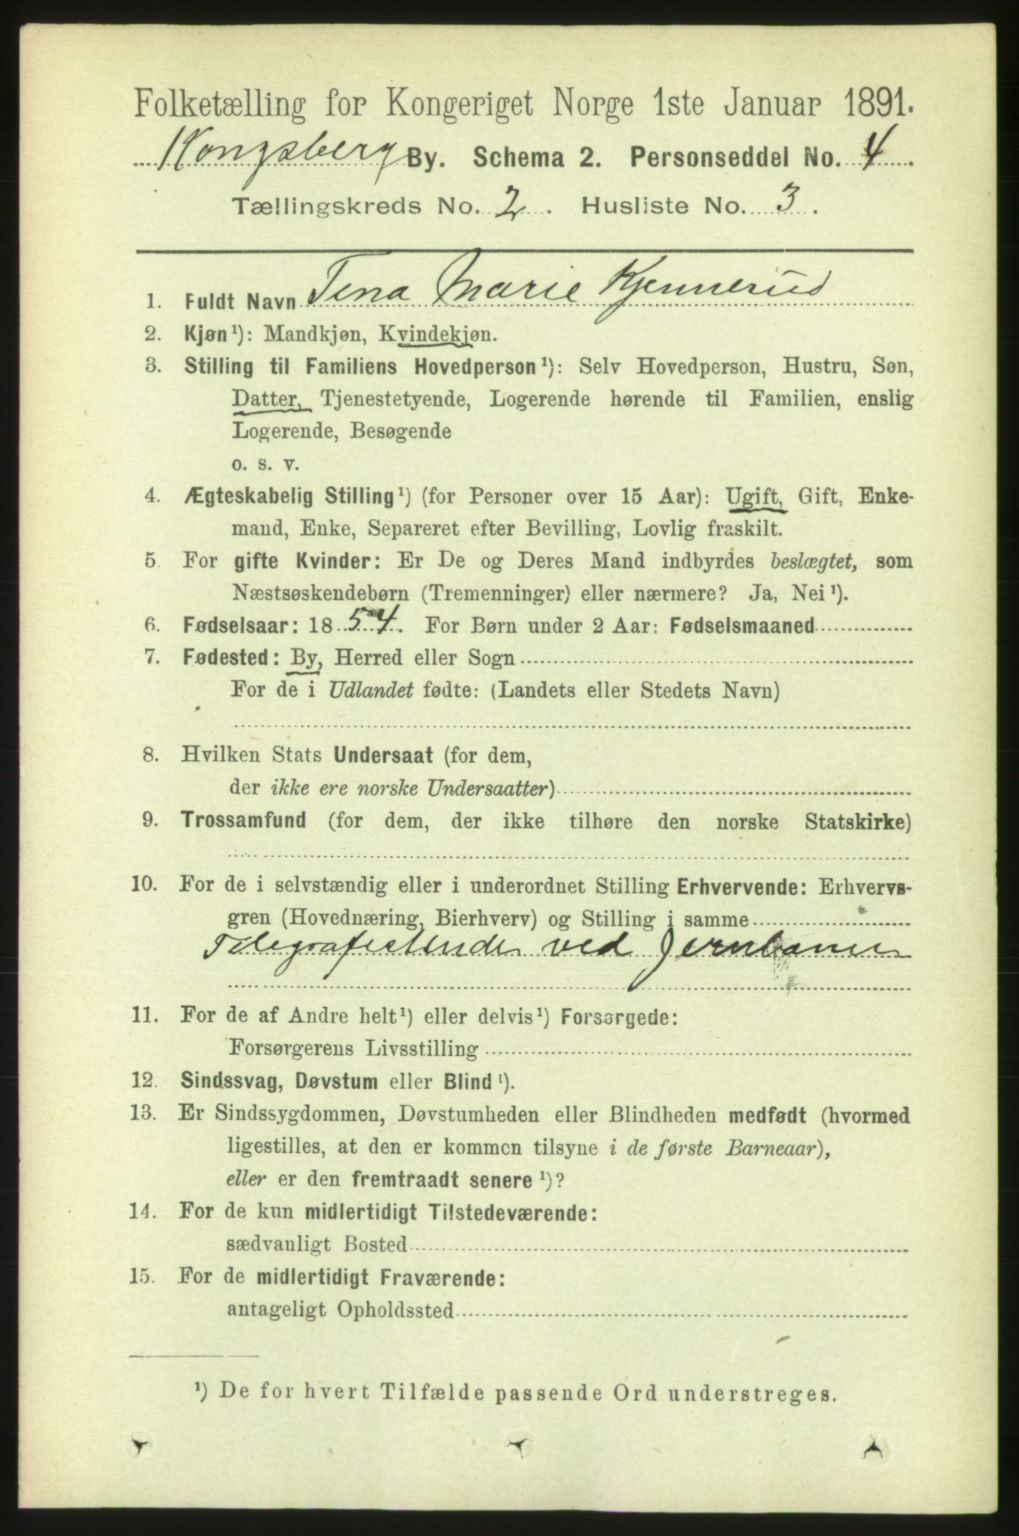 Folketælling for Kongeriget Norge 1ste Januar 1891.
Kongsberg By. Schema 2. Personseddel No. 4.
Tællingskreds No. 2. Husliste No. 3.
1. Fuldt Navn Tina Marie Kjennerud
2. Kjøn¹): Mandkjøn, Kvindekjøn.
3. Stilling til Familiens Hovedperson¹): Selv Hovedperson, Hustru, Søn,
Datter, Tjenestetyende, Logerende hørende til Familien, enslig
Logerende, Besøgende
o. s. v.
4. Ægteskabelig Stilling¹) (for Personer over 15 Aar): Ugift, Gift, Enke-
mand, Enke, Separeret efter Bevilling, Lovlig fraskilt.
5. For gifte Kvinder: Er De og Deres Mand indbyrdes beslægtet, som
Næstsøskendebørn (Tremenninger) eller nærmere? Ja, Nei¹).
6. Fødselsaar: 1854. For Børn under 2 Aar: Fødselsmaaned
7. Fødested: By, Herred eller Sogn
For de i Udlandet fødte: (Landets eller Stedets Navn)
8. Hvilken Stats Undersaat (for dem,
der ikke ere norske Undersaatter)
9. Trossamfund (for dem, der ikke tilhøre den norske Statskirke)
10. For de i selvstændig eller i underordnet Stilling Erhvervende: Erhvervs-
gren (Hovednæring, Bierhverv) og Stilling i samme
Telegrafistinde ved Jernbanen
11. For de af Andre helt¹) eller delvis¹) Forsørgede:
Forsørgerens Livsstilling
12. Sindssvag, Døvstum eller Blind¹).
13. Er Sindssygdommen, Døvstumheden eller Blindheden medfødt (hvormed
ligestilles, at den er kommen tilsyne i de første Barneaar),
eller er den fremtraadt senere¹)?
14. For de kun midlertidigt Tilstedeværende:
sædvanligt Bosted
15. For de midlertidigt Fraværende:
antageligt Opholdssted
¹) De for hvert Tilfælde passende Ord understreges.